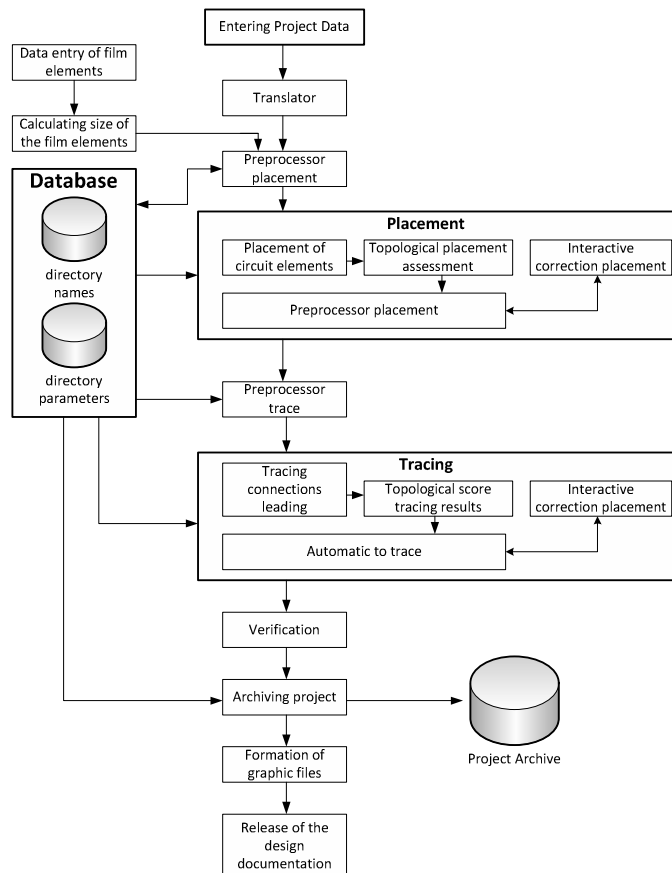 Entering Project Data
Data entry of film
elements
Translator
Calculating size of
the film elements
Preprocessor
placement
Database
directory
names
directory
parameters
Placement
Placement of
circuit elements
Topological placement
assessment
Interactive
correction placement
Preprocessor placement
Preprocessor
trace
Tracing
Tracing
connections
leading
Topological score
tracing results
Interactive
correction placement
Automatic to trace
Verification
Archiving project
Project Archive
Formation of
graphic files
Release of the
design
documentation